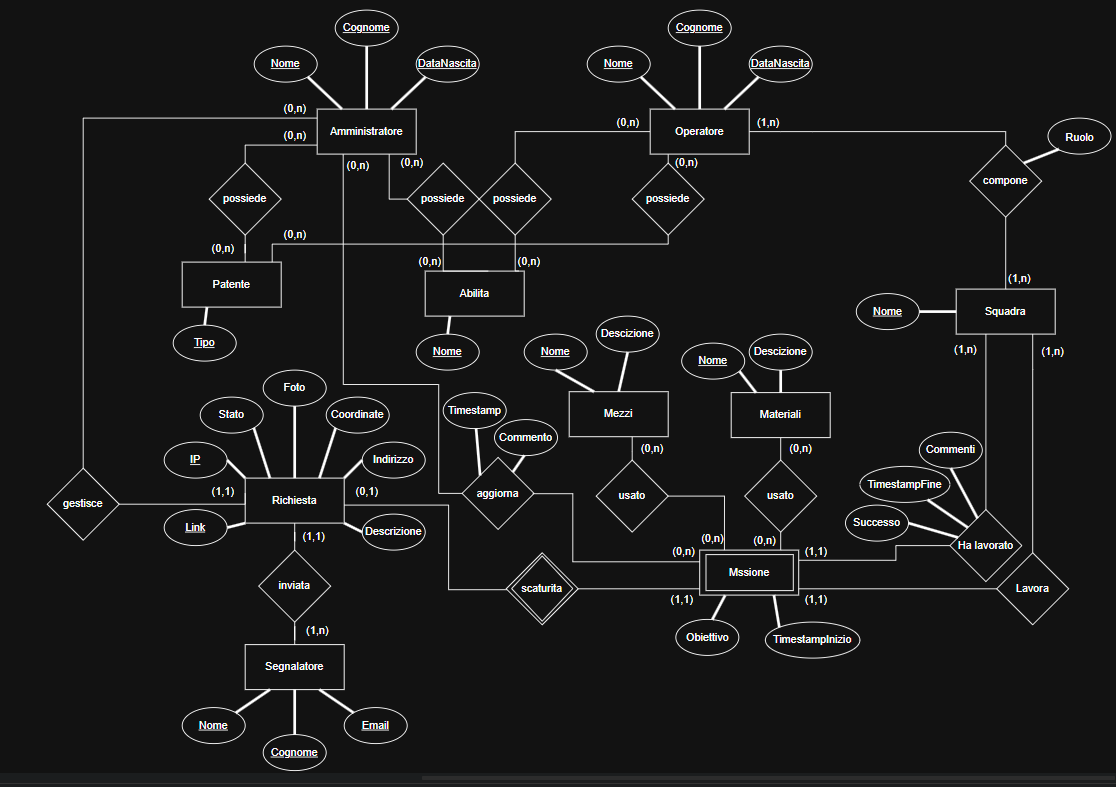 Cognome
Cognome
Nome
DataNascita
Nome
DataNascita
(0,n)
Amministratore
(0,n)
(0,n)
(0,n)
(0,n)
Operatore
(1,n)
(0,n)
Ruolo
possiede
possiede
possiede
possiede
compone
(0,n)
(0,n)
(0,n)
(0,n)
Patente
Abilita
(1,n)
Nome
Squadra
Tipo
Nome
Nome
Descizione
Nome
Descizione
(1,n)
(1,n)
Foto
Stato
Coordinate
Timestamp
Commento
Mezzi
Materiali
IP
Indirizzo
(0,n)
(0,n)
Commenti
gestisce
(1,1)
Richiesta
(0,1)
aggiorna
usato
usato
TimestampFine
Link
Descrizione
Successo
(1,1)
(0,n)
(0,n)
(0,n)
(1,1)
Ha lavorato
inviata
scaturita
Mssione
Lavora
(1,1)
(1,1)
(1,n)
Obiettivo
TimestampInizio
Segnalatore
Nome
Cognome
Email